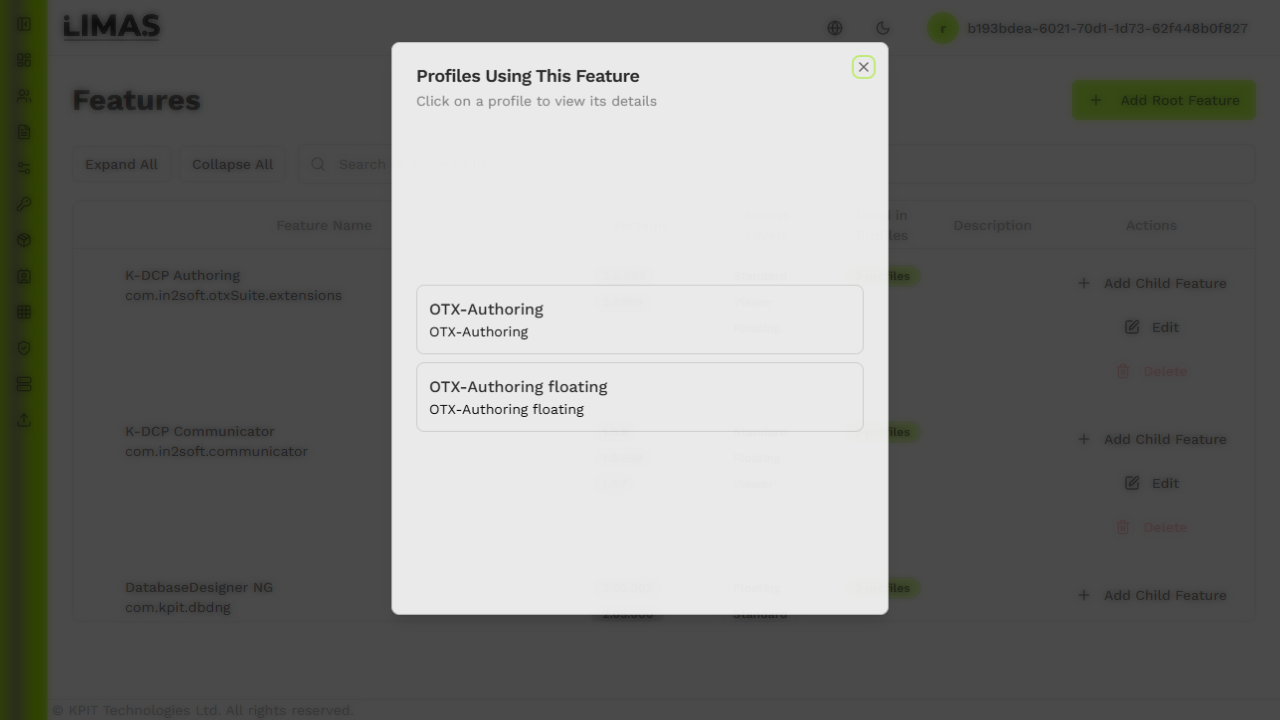 LIMAS
r
b193bdea-6021-70d1-1d73-62f448b0f827
Profiles Using This Feature
Click on a profile to view its details
Features
Add Root Feature
Expand All
Collapse All
Search
Feature Name
in
Description
Actions
K-DCP Authoring
com.in2soft.otxSuite.extensions
Add Child Feature
Edit
Delete
OTX-Authoring
OTX-Authoring
OTX-Authoring floating
OTX-Authoring floating
K-DCP Communicator
com.in2soft.communicator
Add Child Feature
Edit
Delete
DatabaseDesigner NG
com.kpit.dbdng
Add Child Feature
Standard
© KPIT Technologies Ltd. All rights reserved.